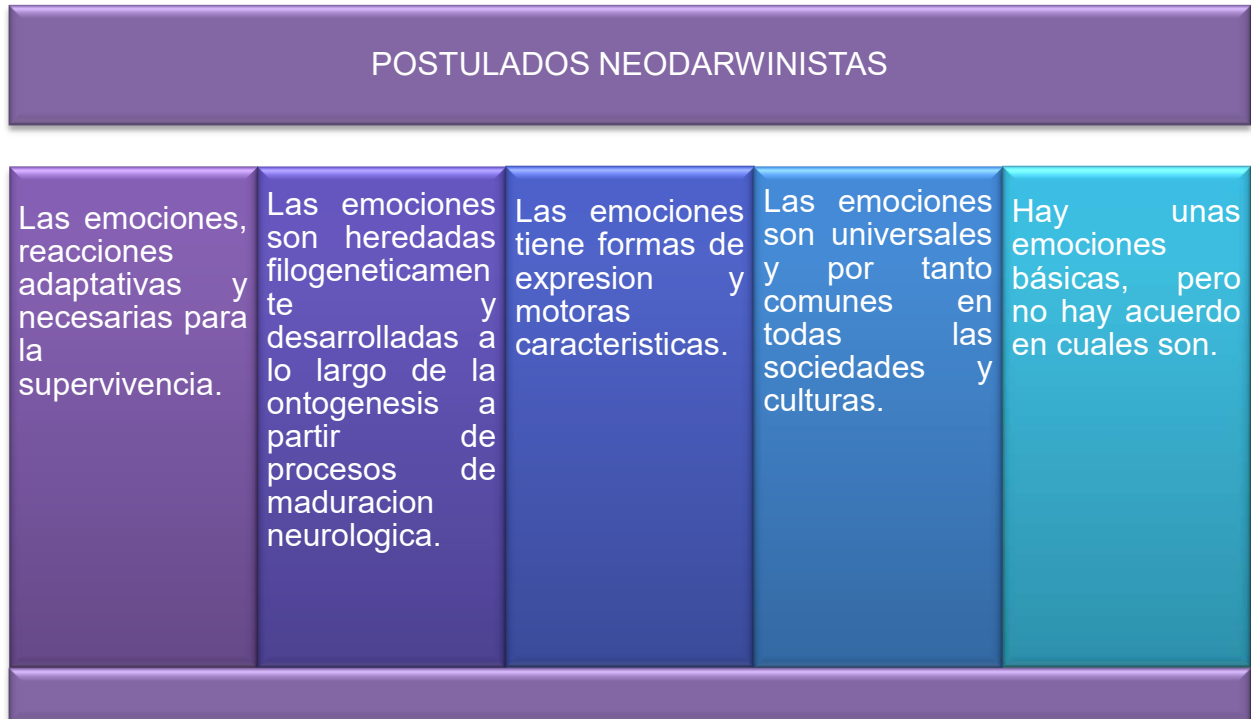 POSTULADOS NEODARWINISTAS
Las emociones,
reacciones
adaptativas y
necesarias para
la
supervivencia.
Las emociones
son heredadas
filogeneticamen
te y
desarrolladas a
lo largo de la
ontogenesis a
partir de
procesos de
maduracion
neurologica.
Las emociones
tiene formas de
expresion y
motoras
caracteristicas.
Las emociones
son universales
y por tanto
comunes en
todas las
sociedades y
culturas.
Hay unas
emociones
básicas, pero
no hay acuerdo
en cuales son.